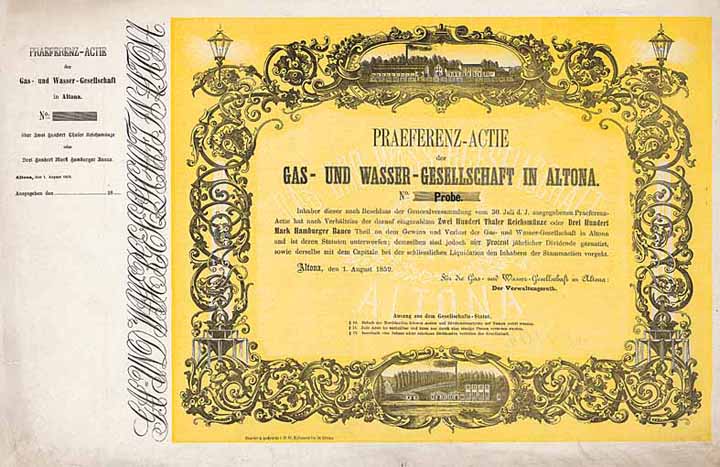 PRAEFERENZ-ACTIE
der
Gas- und Wasser-Gesellschaft
in Altona.
No.
über Zwei Hundert Thaler Reichsmünze
oder
Drei Hundert Mark Hamburger Banco.
Altona, den 1. August 1859.
Ausgegeben den 18
PRAEFERENZ-ACTIE
der
GAS- UND WASSER-GESELLSCHAFT IN ALTONA.
No. Probe.
Inhaber dieser nach Beschluss der Generalversammlung vom 30. Juli d. J. ausgegebenen Praeferenz-
Actie hat nach Verhältniss der darauf eingezahlten Zwei Hundert Thaler Reichsmünze oder Drei Hundert
Mark Hamburger Banco Theil an dem Gewinn und Verlust der Gas- und Wasser-Gesellschaft in Altona
und ist deren Statuten unterworfen; demselben sind jedoch vier Procent jährlicher Dividende garantirt,
sowie derselbe mit dem Capitale bei der schliesslichen Liquidation den Inhabern der Stammactien vorgeht.
Altona, den 1. August 1859.
Für die Gas- und Wasser-Gesellschaft in Altona:
Der Verwaltungsrath.
ALTONA
Auszug aus dem Gesellschafts-Statut.